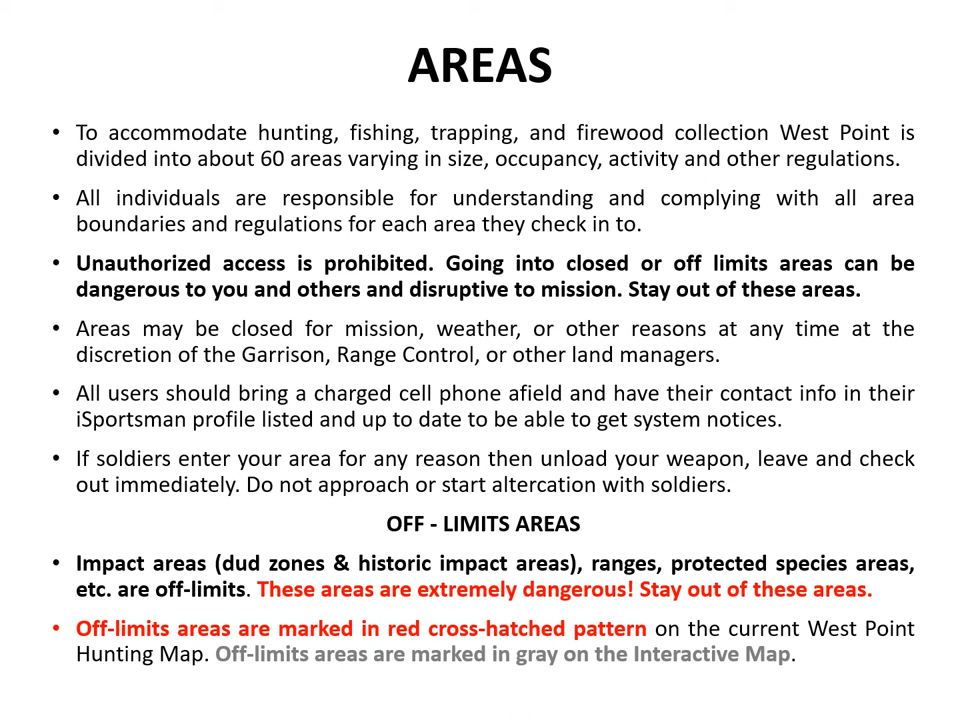 AREAS
• To accommodate hunting, fishing, trapping, and firewood collection West Point is
divided into about 60 areas varying in size, occupancy, activity and other regulations.
• All individuals are responsible for understanding and complying with all area
boundaries and regulations for each area they check in to.
• Unauthorized access is prohibited. Going into closed or off limits areas can be
dangerous to you and others and disruptive to mission. Stay out of these areas.
• Areas may be closed for mission, weather, or other reasons at any time at the
discretion of the Garrison, Range Control, or other land managers.
• All users should bring a charged cell phone afield and have their contact info in their
iSportsman profile listed and up to date to be able to get system notices.
• If soldiers enter your area for any reason then unload your weapon, leave and check
out immediately. Do not approach or start altercation with soldiers.
OFF - LIMITS AREAS
• Impact areas (dud zones & historic impact areas), ranges, protected species areas,
etc. are off-limits. These areas are extremely dangerous! Stay out of these areas.
• Off-limits areas are marked in red cross-hatched pattern on the current West Point
Hunting Map. Off-limits areas are marked in gray on the Interactive Map.